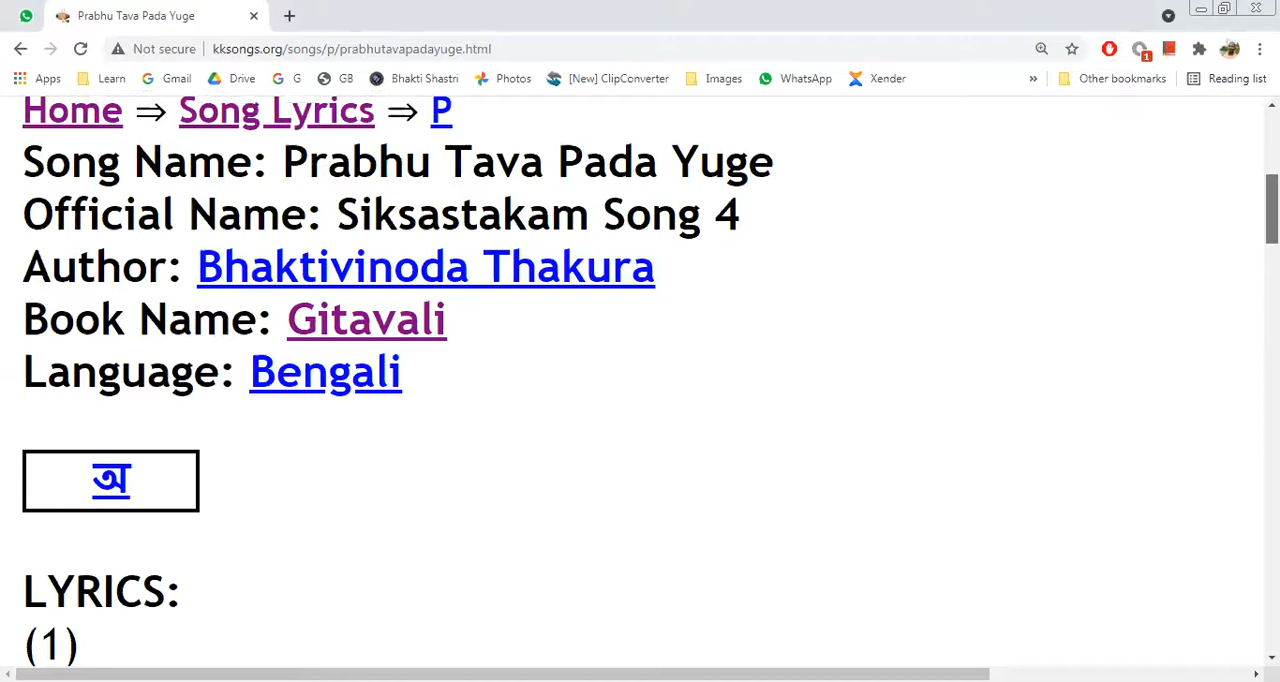 Prabhu Tava Pada Yuge
Not secure kksongs.org/songs/p/prabhutavapadayuge.html
1
Apps Learn Gmail Drive G GB Bhakti Shastri Photos [New] ClipConverter Images WhatsApp Xender » Other bookmarks Reading list
Home ⇒ Song Lyrics ⇒ P
Song Name: Prabhu Tava Pada Yuge
Official Name: Siksastakam Song 4
Author: Bhaktivinoda Thakura
Book Name: Gitavali
Language: Bengali
অ
LYRICS:
(1)